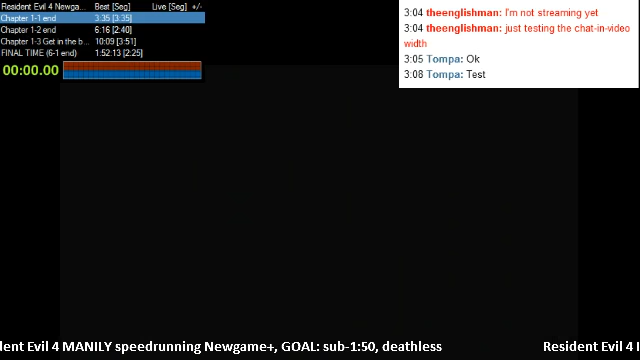 Resident Evil 4 Newga... Best [Seg] Live [Seg] +/-
Chapter 1-1 end 3:35 [3:35]
Chapter 1-2 end 6:16 [2:40]
Chapter 1-3 Get in the b... 10:09 [3:51]
FINAL TIME (6-1 end) 1:52:13 [2:25]
00:00.00
3:04 theenglishman: I'm not streaming yet
3:04 theenglishman: just testing the chat-in-video
width
3:05 Tompa: Ok
3:08 Tompa: Test
dent Evil 4 MANILY speedrunning Newgame+, GOAL: sub-1:50, deathless Resident Evil 4